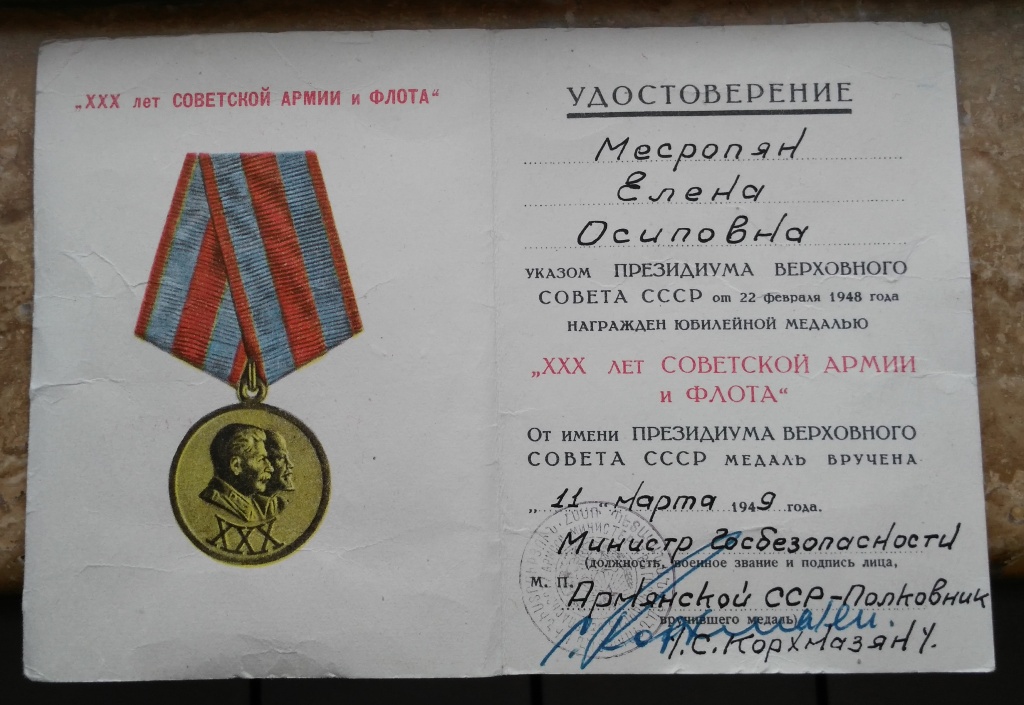 „XXX лет СОВЕТСКОЙ АРМИИ и ФЛОТА“
XXX
УДОСТОВЕРЕНИЕ
Месропян
Елена
Осиповна
УКАЗОМ ПРЕЗИДИУМА ВЕРХОВНОГО
СОВЕТА СССР от 22 февраля 1948 года
НАГРАЖДЕН ЮБИЛЕЙНОЙ МЕДАЛЬЮ
„XXX ЛЕТ СОВЕТСКОЙ АРМИИ
и ФЛОТА“
От имени ПРЕЗИДИУМА ВЕРХОВНОГО
СОВЕТА СССР МЕДАЛЬ ВРУЧЕНА
„11“ марта 1949 года.
Министр Госбезопасности
(должность, военное звание и подпись лица,
М. П.
Армянской ССР-Полковник
вручившего медаль)
/Г.С. Корхмазян/.